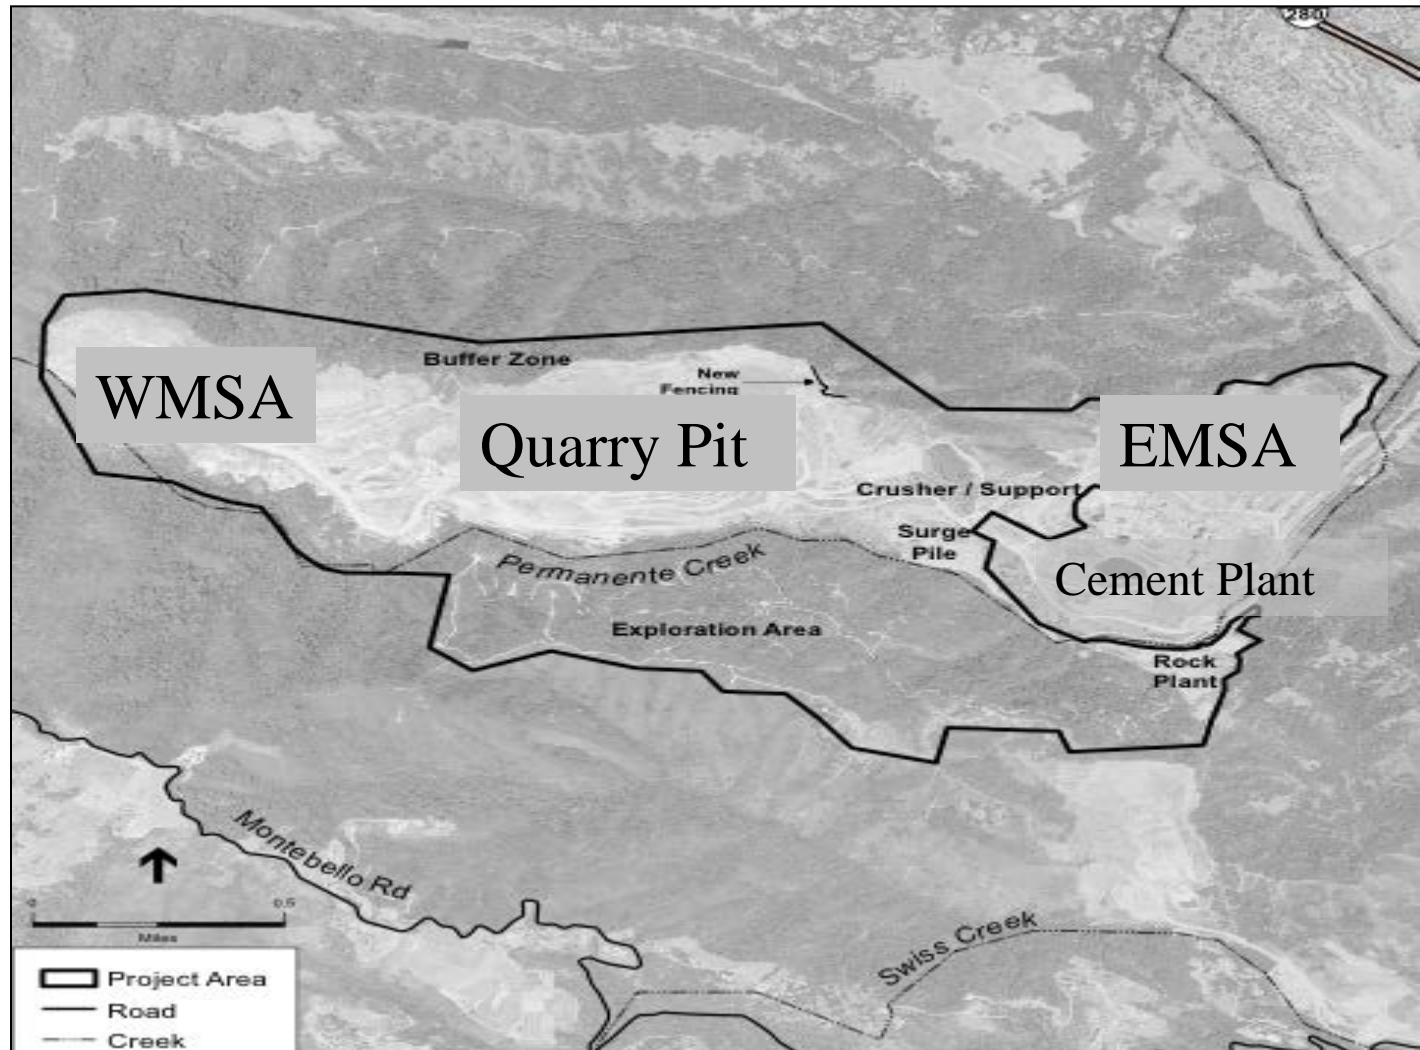 280
Buffer Zone
New
Fencing
WMSA
Quarry Pit
EMSA
Crusher / Support
Surge
Pile
Permanente Creek
Cement Plant
Exploration Area
Rock
Plant
Montebello Rd
0 0.5
Miles
Swiss Creek
Project Area
Road
Creek